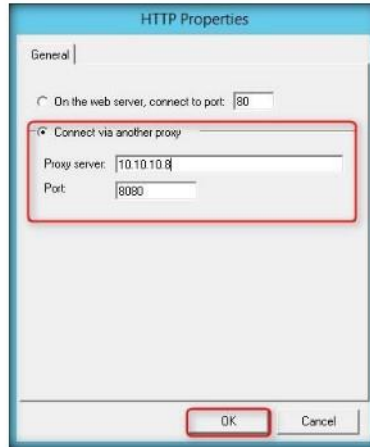 HTTP Properties
General
On the web server, connect to port: 80
Connect via another proxy
Proxy server: 10.10.10.8
Port: 8080
OK Cancel